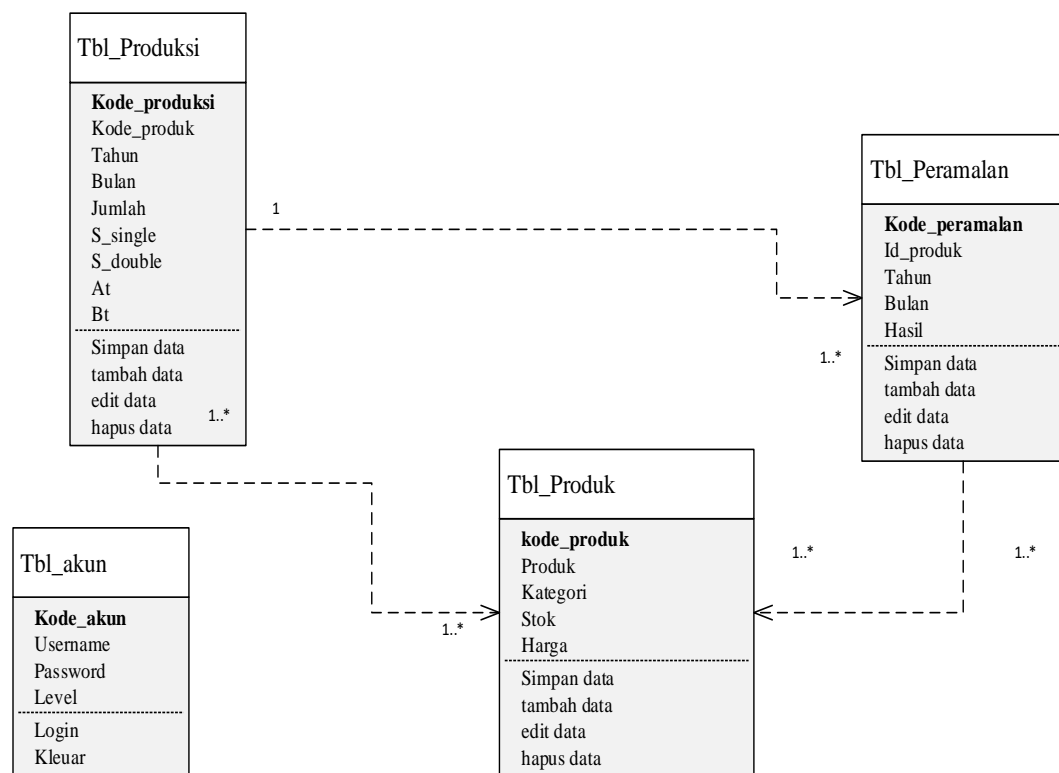 Tbl_Produksi
Kode_produksi
Kode_produk
Tahun
Bulan
Jumlah
S_single
S_double
At
Bt
Simpan data
tambah data
edit data
hapus data
1..*
1
Tbl_Peramalan
Kode_peramalan
Id_produk
Tahun
Bulan
Hasil
1..*
Simpan data
tambah data
edit data
hapus data
Tbl_Produk
kode_produk
Produk
Kategori
Stok
Harga
1..*
1..*
1..*
Simpan data
tambah data
edit data
hapus data
Tbl_akun
Kode_akun
Username
Password
Level
Login
Kleuar